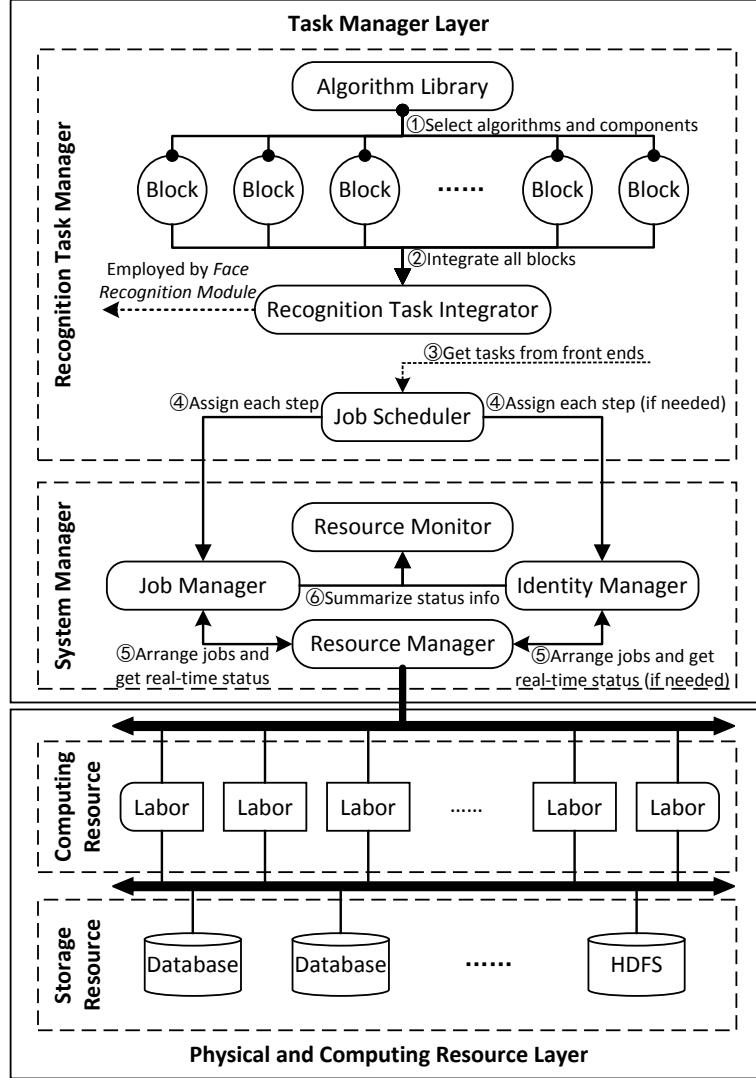 Task Manager Layer
Recognition Task Manager
Algorithm Library
①Select algorithms and components
Block
Block
Block
......
Block
Block
②Integrate all blocks
Employed by Face
Recognition Module
Recognition Task Integrator
③Get tasks from front ends
④Assign each step
Job Scheduler
④Assign each step (if needed)
System Manager
Resource Monitor
Job Manager
Identity Manager
⑥Summarize status info
Resource Manager
⑤Arrange jobs and
get real-time status
⑤Arrange jobs and get
real-time status (if needed)
Computing
Resource
Labor
Labor
Labor
......
Labor
Labor
Storage
Resource
Database
Database
......
HDFS
Physical and Computing Resource Layer